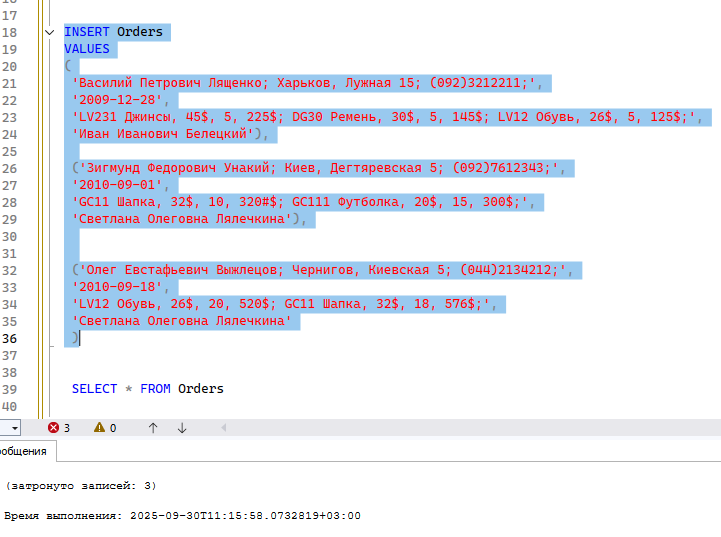 17
18 INSERT Orders
19 VALUES
20 (
21 'Василий Петрович Лященко; Харьков, Лужная 15; (092)3212211;',
22 '2009-12-28',
23 'LV231 Джинсы, 45$, 5, 225$; DG30 Ремень, 30$, 5, 145$; LV12 Обувь, 26$, 5, 125$;',
24 'Иван Иванович Белецкий'),
25
26 ('Зигмунд Федорович Унакий; Киев, Дегтяревская 5; (092)7612343;',
27 '2010-09-01',
28 'GC11 Шапка, 32$, 10, 320#$; GC111 Футболка, 20$, 15, 300$;',
29 'Светлана Олеговна Лялечкина'),
30
31
32 ('Олег Евстафьевич Выжлецов; Чернигов, Киевская 5; (044)2134212;',
33 '2010-09-18',
34 'LV12 Обувь, 26$, 20, 520$; GC11 Шапка, 32$, 18, 576$;',
35 'Светлана Олеговна Лялечкина'
36 )
37
38
39 SELECT * FROM Orders
40
3 0
общения
(затронуто записей: 3)
Время выполнения: 2025-09-30T11:15:58.0732819+03:00